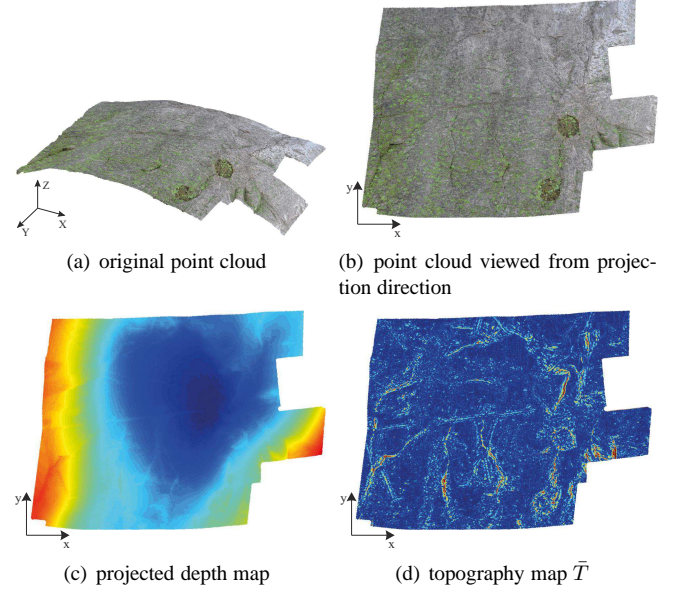 Z
Y
X
y
x
(a) original point cloud
(b) point cloud viewed from projec-
tion direction
y
x
y
x
(c) projected depth map
(d) topography map T̄